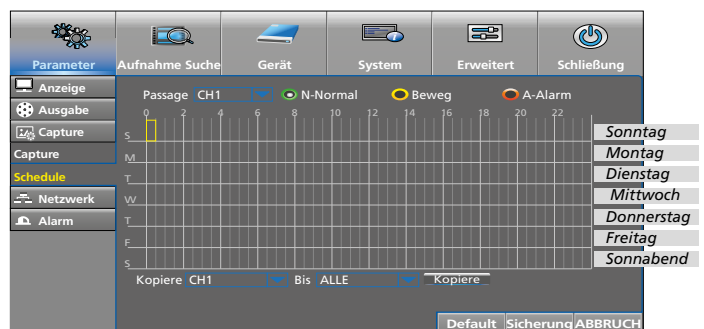 Parameter Aufnahme Suche Gerät System Erweitert Schließung
Anzeige
Ausgabe
Capture
Capture
Schedule
Netzwerk
Alarm
Passage CH1 N-Normal Beweg A-Alarm
0 2 4 6 8 10 12 14 16 18 20 22
S Sonntag
M Montag
T Dienstag
W Mittwoch
T Donnerstag
F Freitag
S Sonnabend
Kopiere CH1 Bis ALLE Kopiere
Default Sicherung ABBRUCH